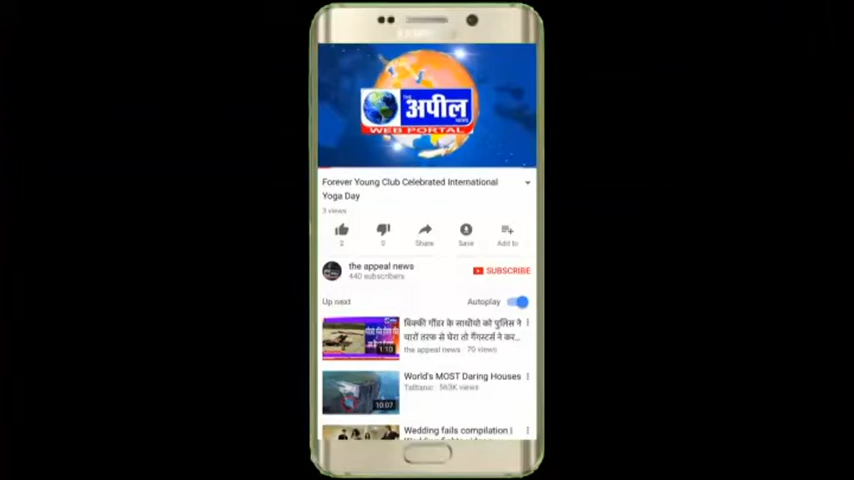 अपील
WEB PORTAL
Forever Young Club Celebrated International
Yoga Day
3 views
2
0
Share
Save
Add to
the appeal news
440 subscribers
SUBSCRIBE
Up next
Autoplay
विक्की गौंडर के साथीयो को पुलिस ने
चारों तरफ से घेरा तो गैंगस्टर्स ने कर...
the appeal news · 70 views
1:10
World's MOST Daring Houses
Talltanic · 563K views
10:07
Wedding fails compilation |